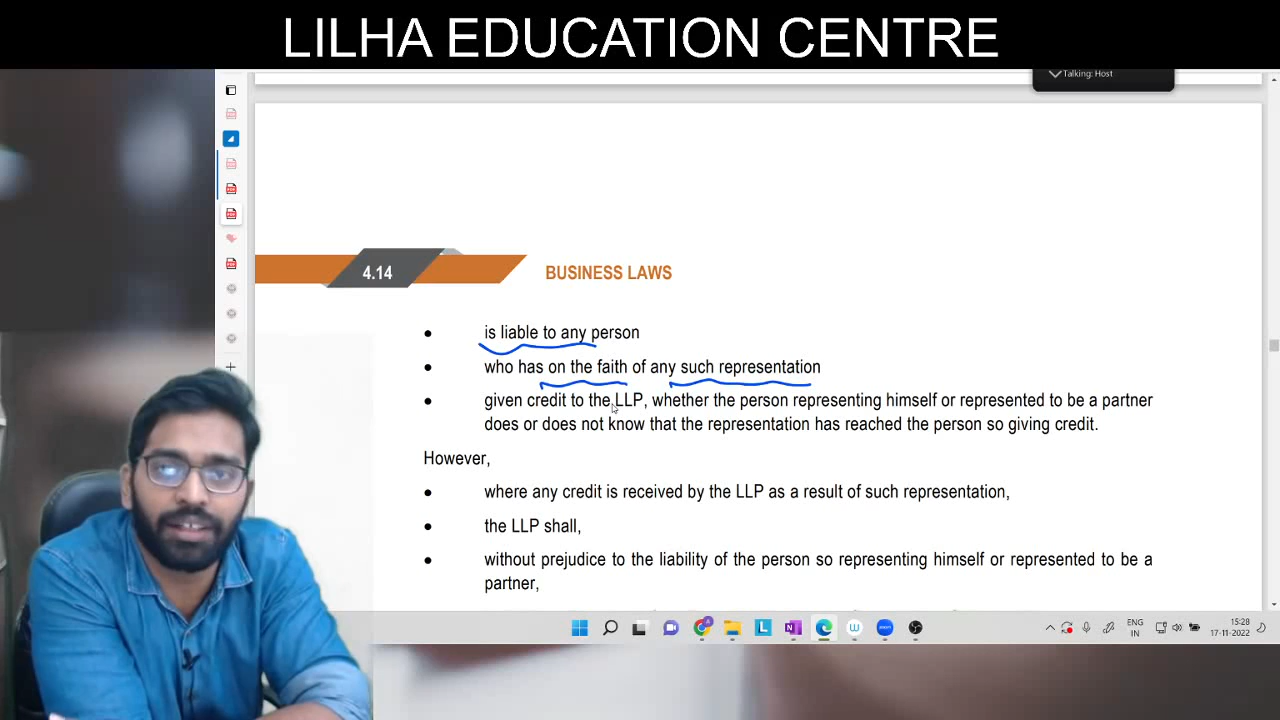 LILHA EDUCATION CENTRE
Talking: Host
4.14
BUSINESS LAWS
• is liable to any person
• who has on the faith of any such representation
• given credit to the LLP, whether the person representing himself or represented to be a partner
does or does not know that the representation has reached the person so giving credit.
However,
• where any credit is received by the LLP as a result of such representation,
• the LLP shall,
• without prejudice to the liability of the person so representing himself or represented to be a
partner,
ENG
IN
15:28
17-11-2022